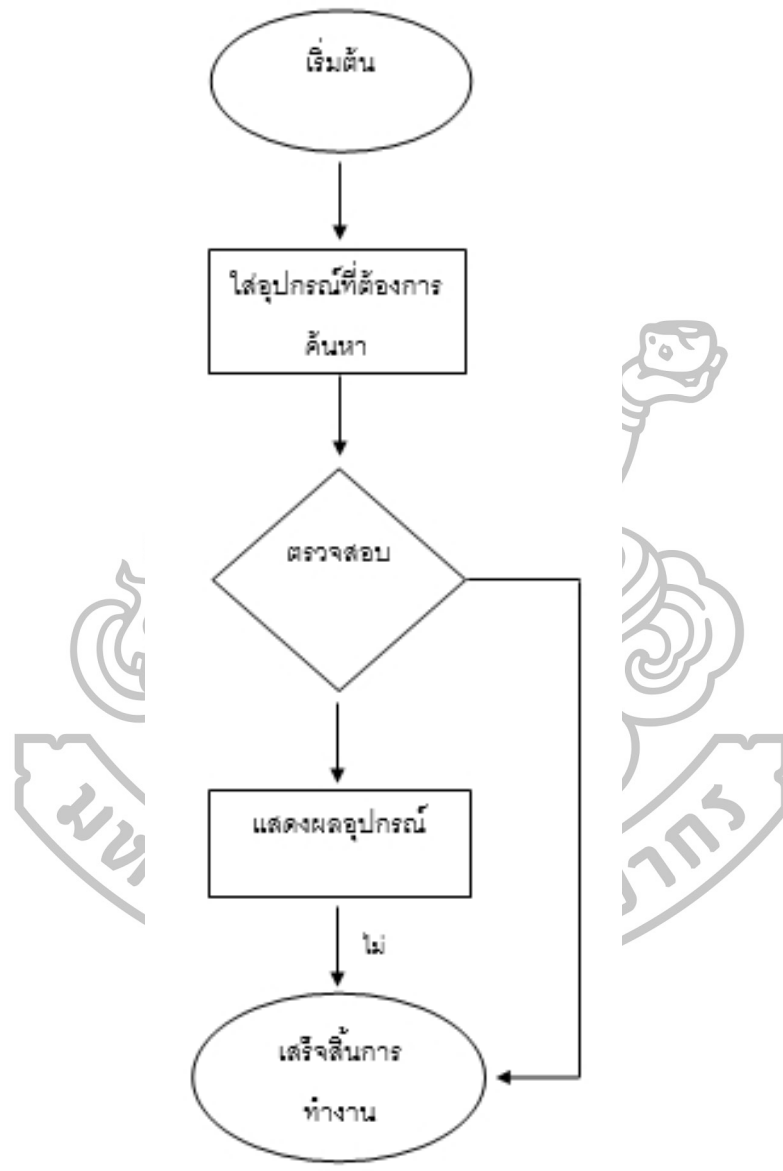 เริ่มต้น
ใส่อุปกรณ์ที่ต้องการ
ค้นหา
ตรวจสอบ
แสดงผลอุปกรณ์
ไม่
เสร็จสิ้นการ
ทำงาน